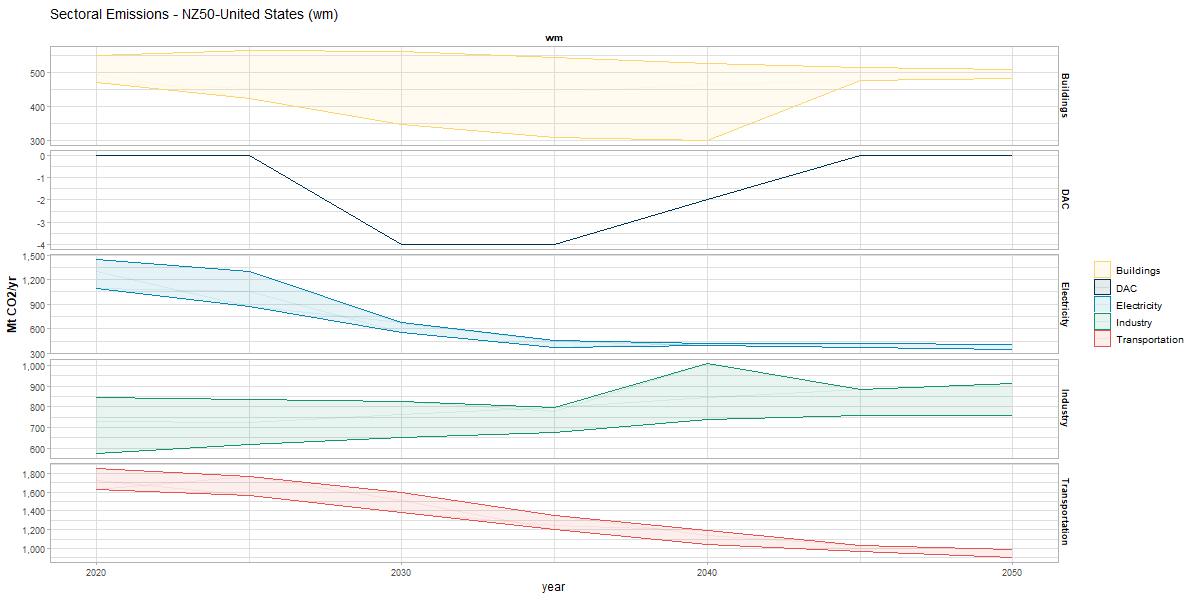 Sectoral Emissions - NZ50-United States (wm)
wm
500
400
300
Buildings
0
-1
-2
-3
-4
DAC
1,500
1,200
900
600
300
Electricity
1,000
900
800
700
600
Industry
1,800
1,600
1,400
1,200
1,000
Transportation
Mt CO2/yr
2020
2030
2040
2050
year
Buildings
DAC
Electricity
Industry
Transportation